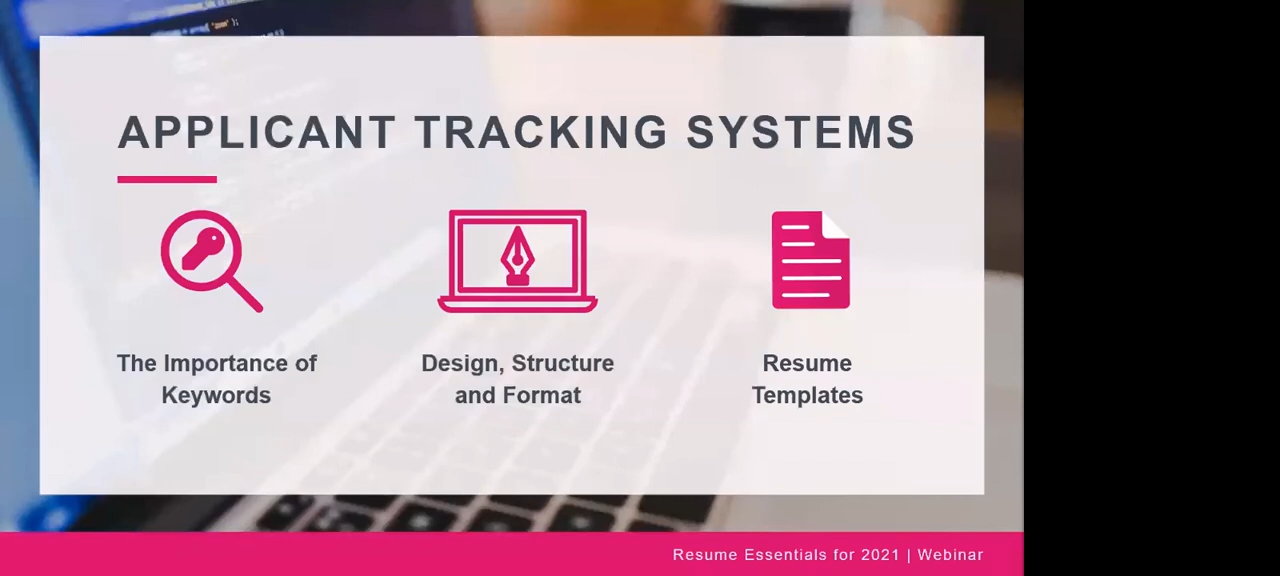 APPLICANT TRACKING SYSTEMS
The Importance of
Keywords
Design, Structure
and Format
Resume
Templates
Resume Essentials for 2021 | Webinar